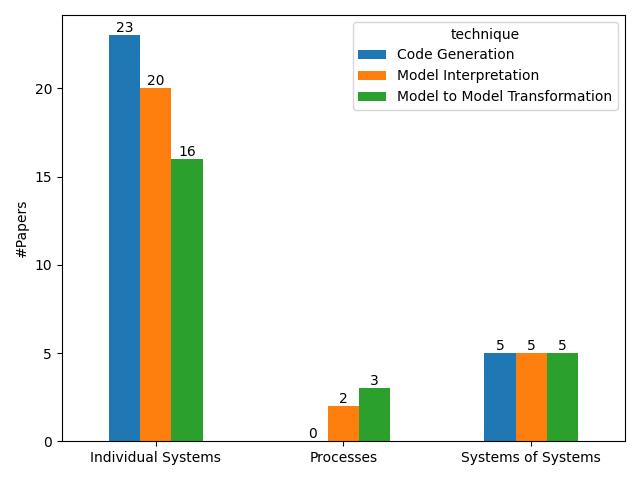 technique
Code Generation
Model Interpretation
Model to Model Transformation
#Papers
20
15
10
5
0
23
20
16
0
2
3
5
5
5
Individual Systems
Processes
Systems of Systems